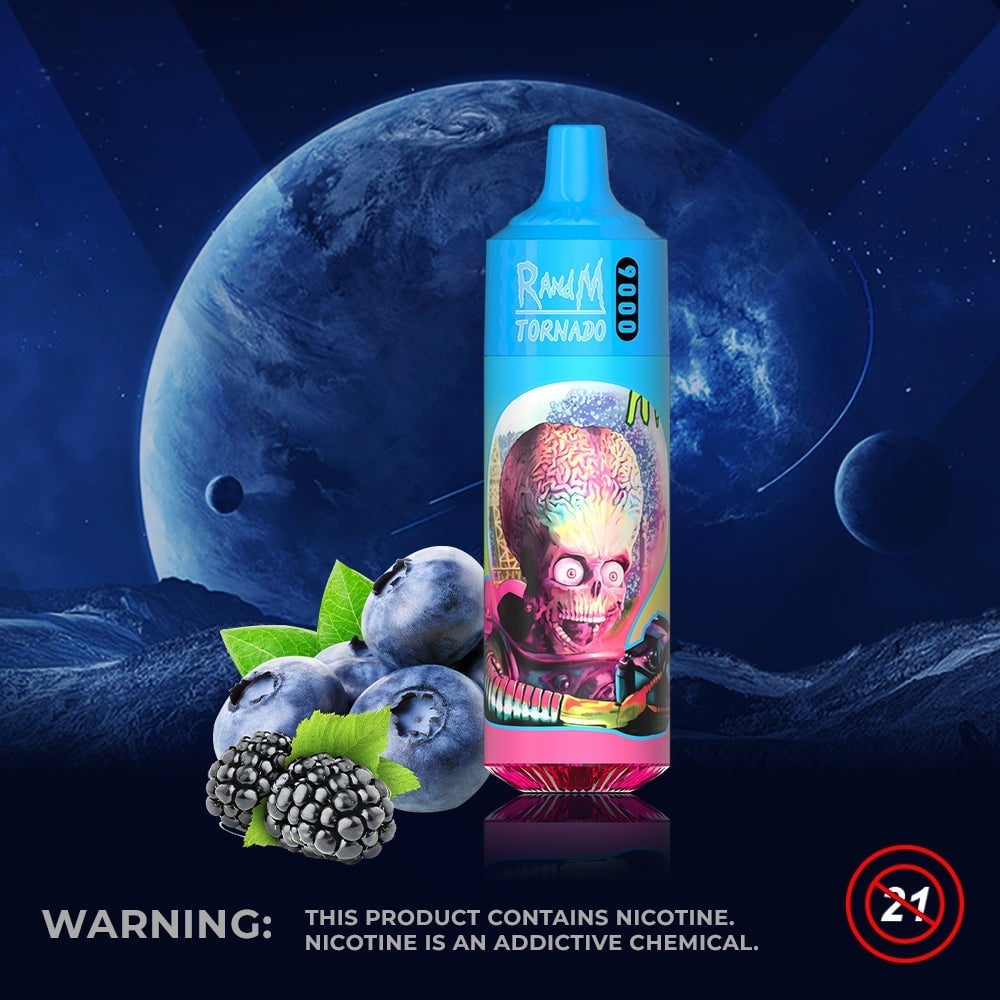 RandM
TORNADO
9000
WARNING:
THIS PRODUCT CONTAINS NICOTINE.
NICOTINE IS AN ADDICTIVE CHEMICAL.
21